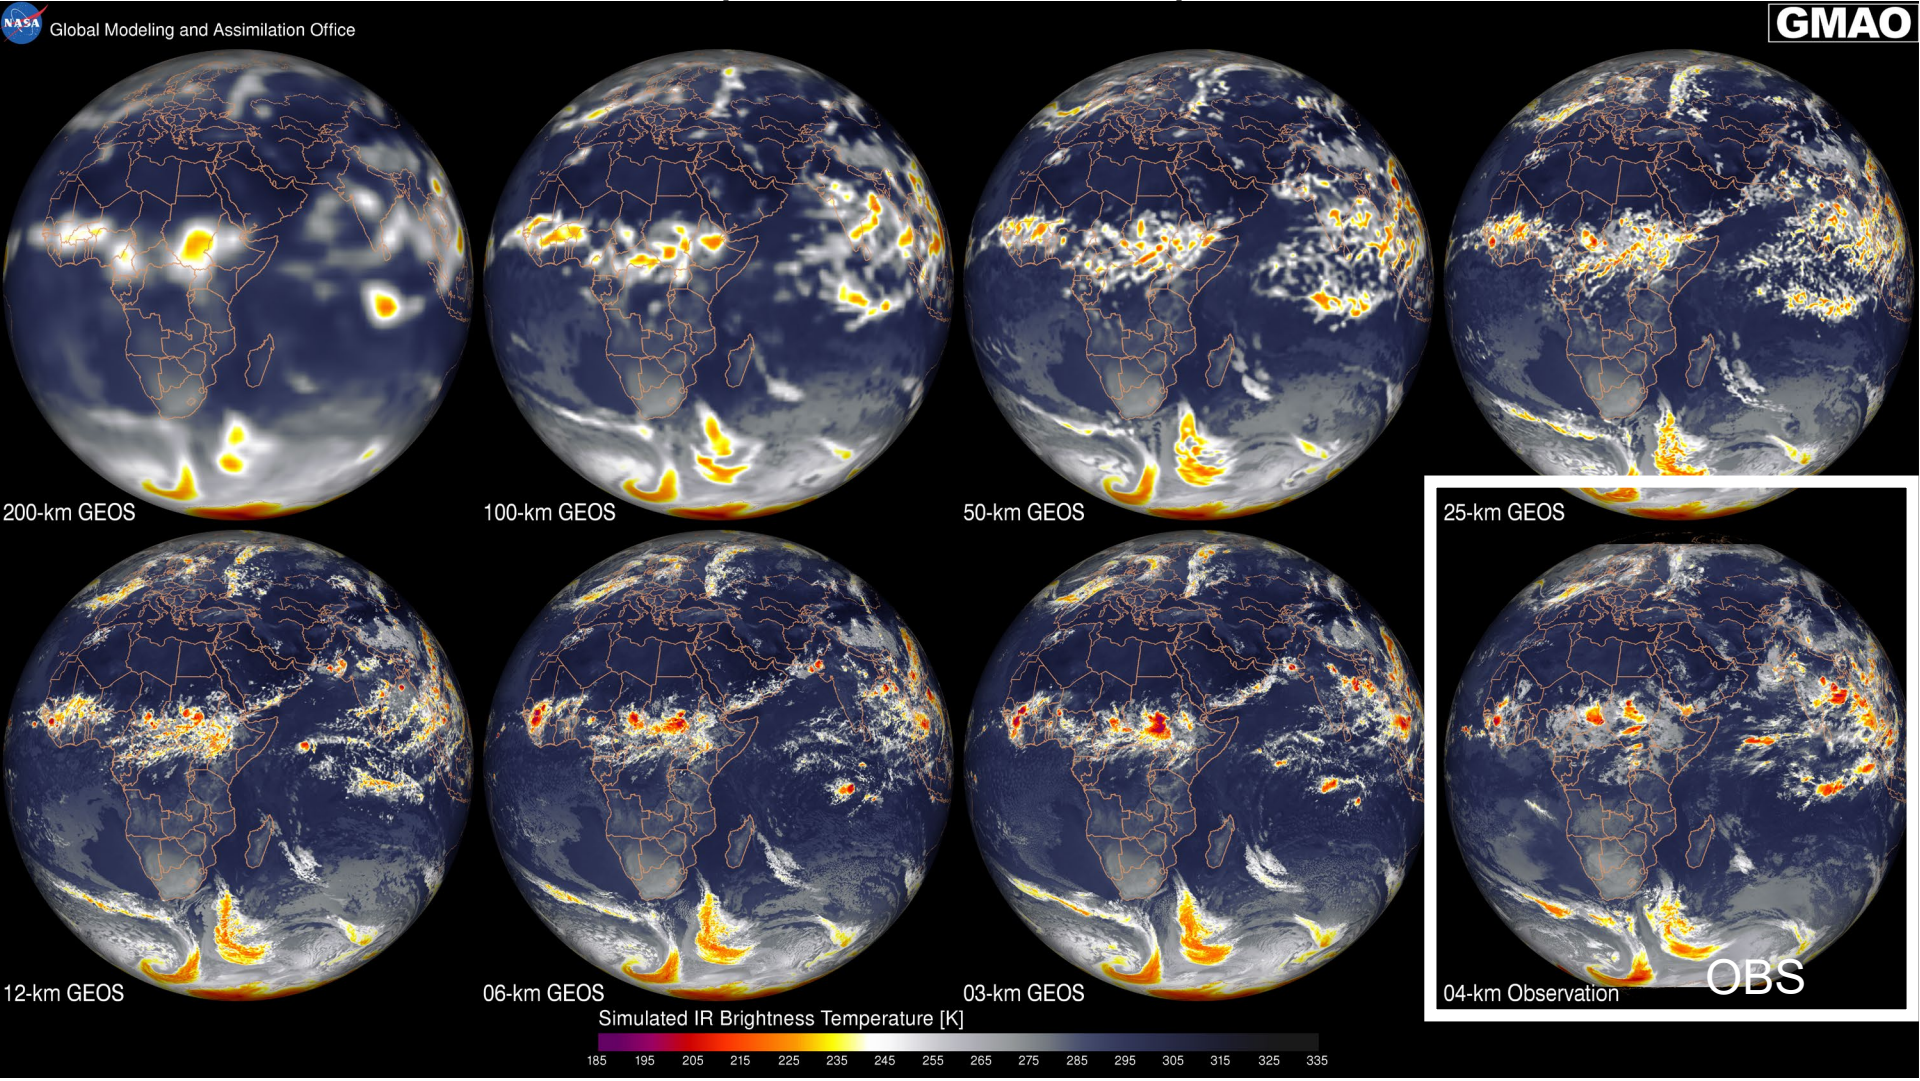 NASA
Global Modeling and Assimilation Office
GMAO
200-km GEOS
100-km GEOS
50-km GEOS
25-km GEOS
12-km GEOS
06-km GEOS
03-km GEOS
04-km Observation
OBS
Simulated IR Brightness Temperature [K]
185 195 205 215 225 235 245 255 265 275 285 295 305 315 325 335